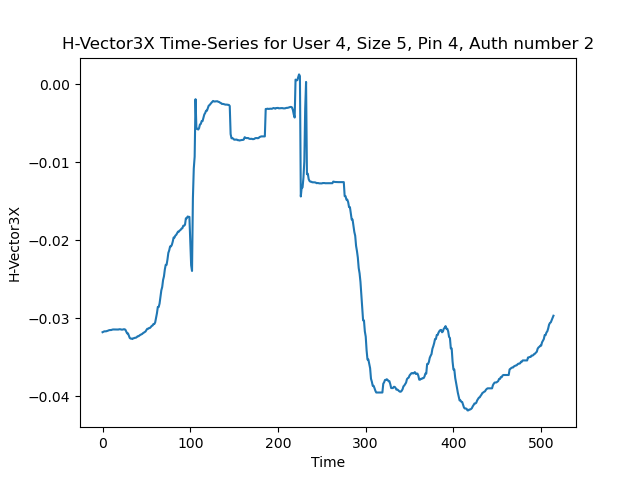 H-Vector3X Time-Series for User 4, Size 5, Pin 4, Auth number 2
0.00
−0.01
−0.02
−0.03
−0.04
H-Vector3X
0 100 200 300 400 500
Time